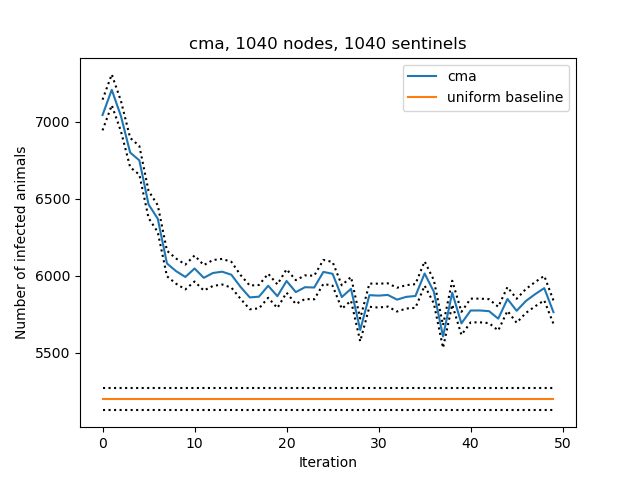 cma, 1040 nodes, 1040 sentinels
cma
uniform baseline
Number of infected animals
7000
6500
6000
5500
0 10 20 30 40 50
Iteration